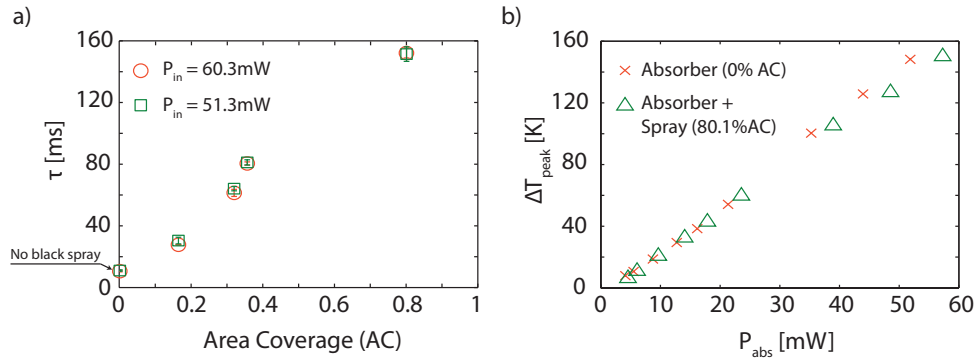 a)
160
120
80
40
0
τ [ms]
P_in = 60.3mW
P_in = 51.3mW
No black spray
0 0.2 0.4 0.6 0.8 1
Area Coverage (AC)
b)
160
120
80
40
0
ΔT_peak [K]
Absorber (0% AC)
Absorber +
Spray (80.1%AC)
0 10 20 30 40 50 60
P_abs [mW]